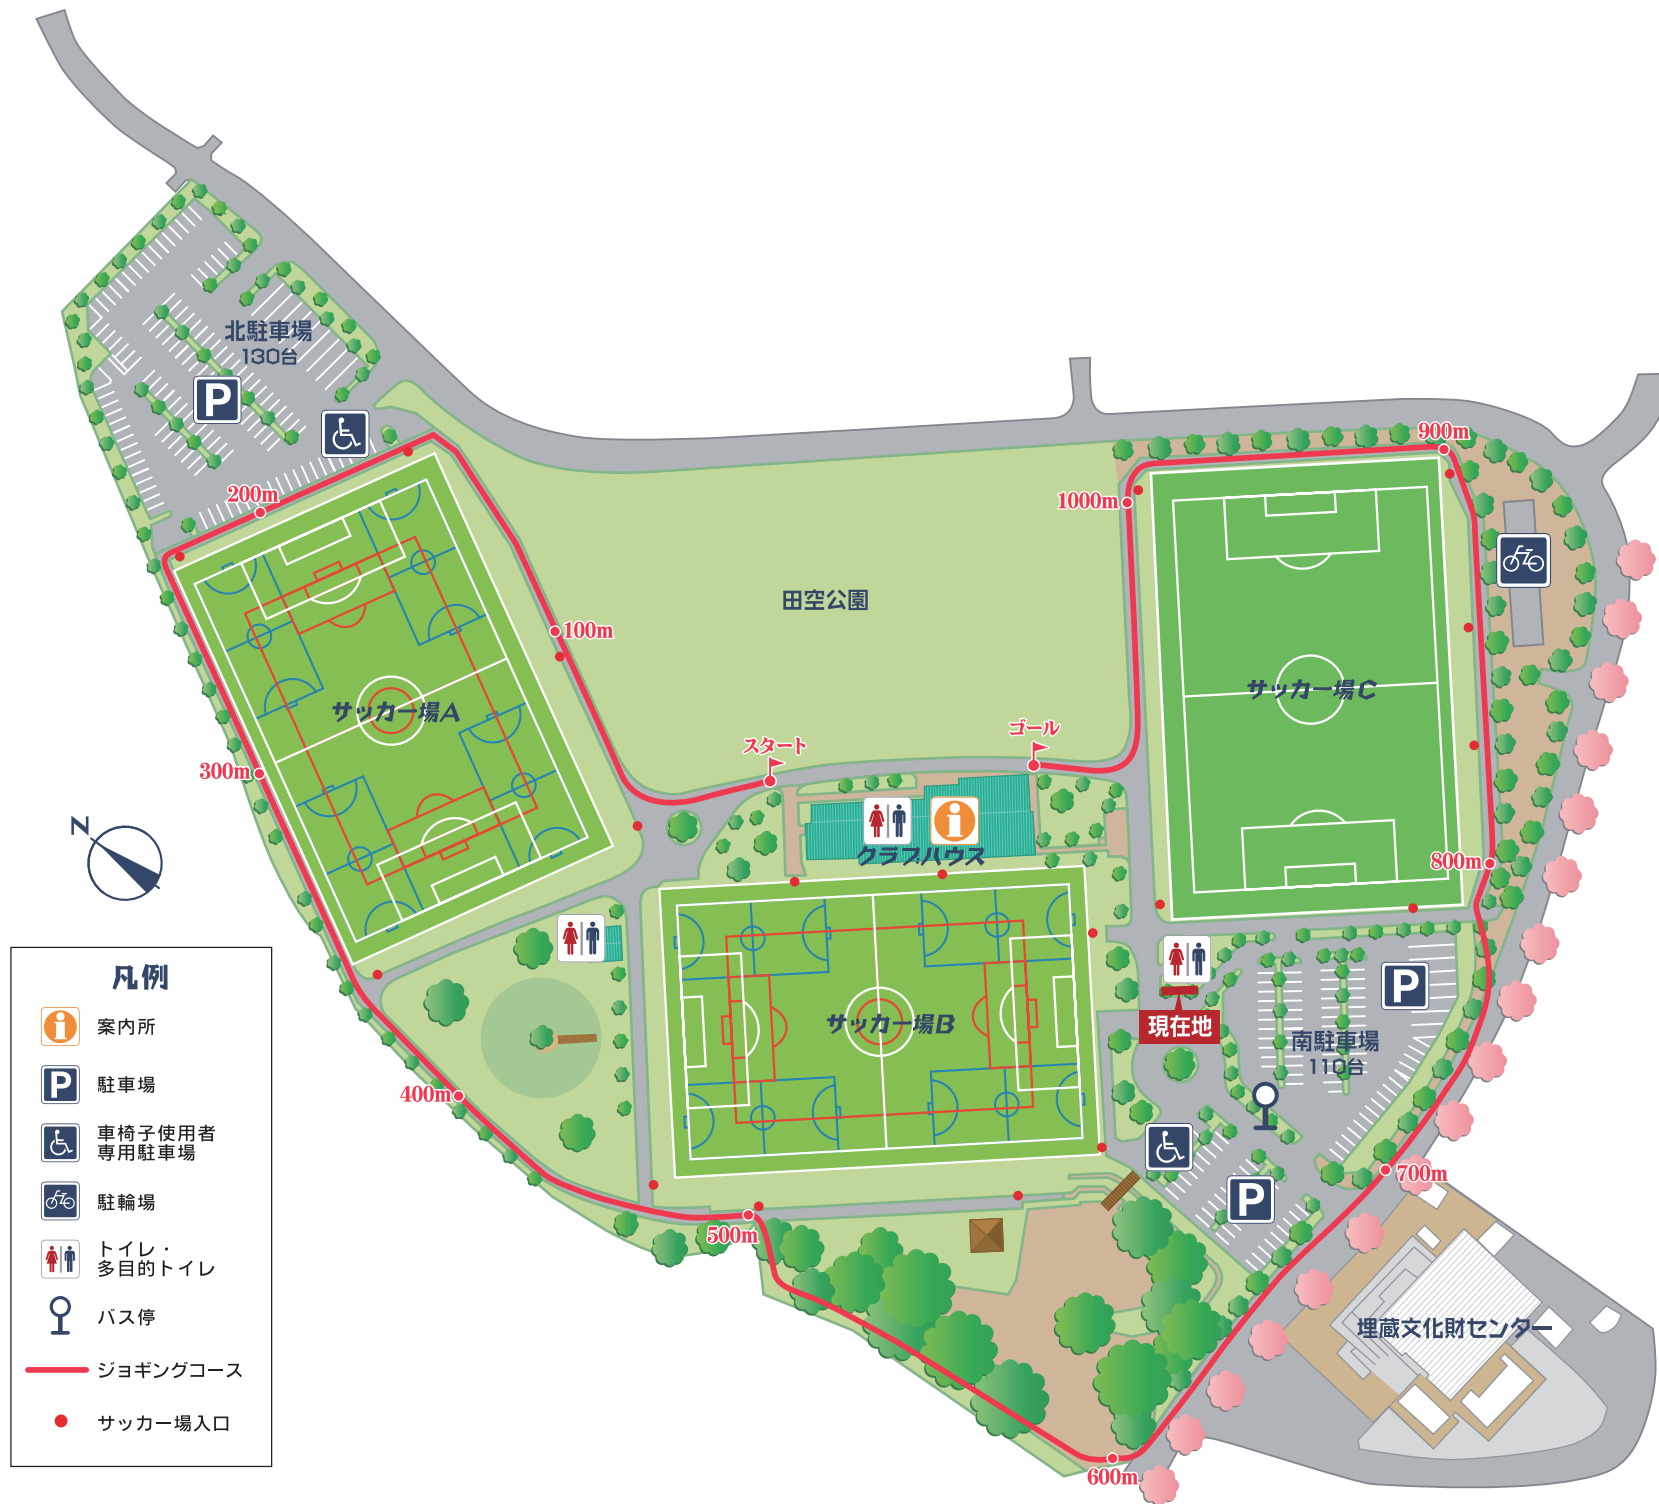 北駐車場
130台
P
200m
900m
1000m
田空公園
100m
サッカー場C
サッカー場A
スタート
ゴール
300m
N
クラブハウス
800m
凡例
案内所
P
駐車場
車椅子使用者
専用駐車場
駐輪場
トイレ・
多目的トイレ
バス停
ジョギングコース
サッカー場入口
サッカー場B
現在地
P
南駐車場
110台
400m
P
700m
500m
埋蔵文化財センター
600m